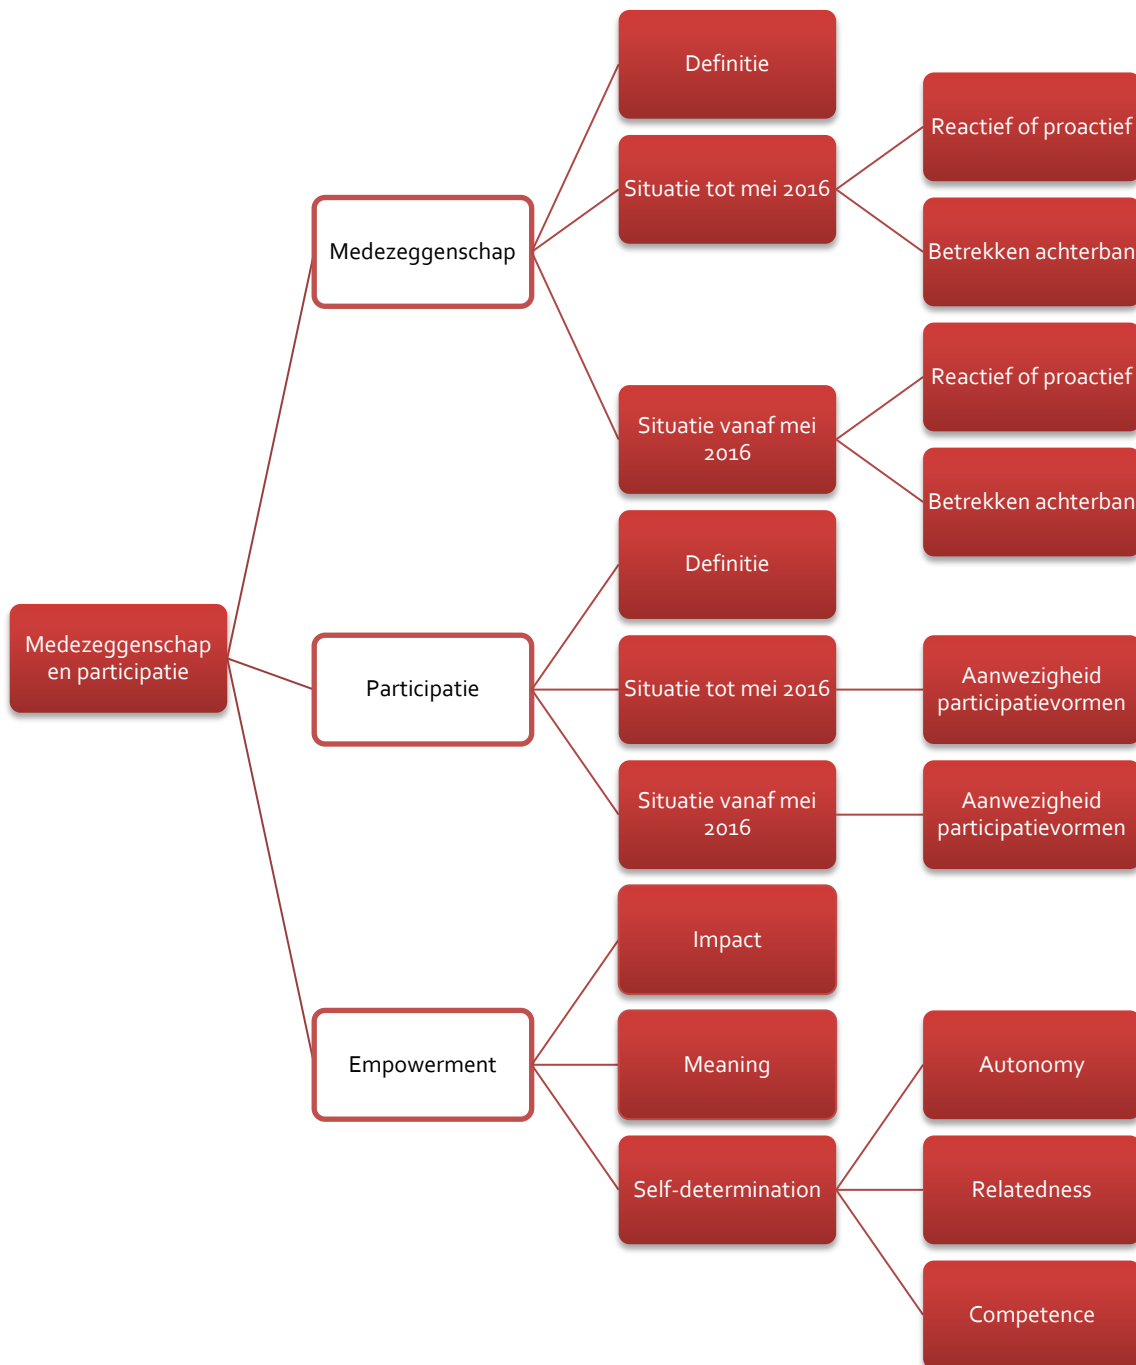 Definitie
Reactief of proactief
Situatie tot mei 2016
Medezeggenschap
Betrekken achterban
Reactief of proactief
Situatie vanaf mei
2016
Betrekken achterban
Definitie
Medezeggenschap
en participatie
Participatie
Situatie tot mei 2016
Aanwezigheid
participatievormen
Situatie vanaf mei
2016
Aanwezigheid
participatievormen
Impact
Empowerment
Meaning
Autonomy
Self-determination
Relatedness
Competence